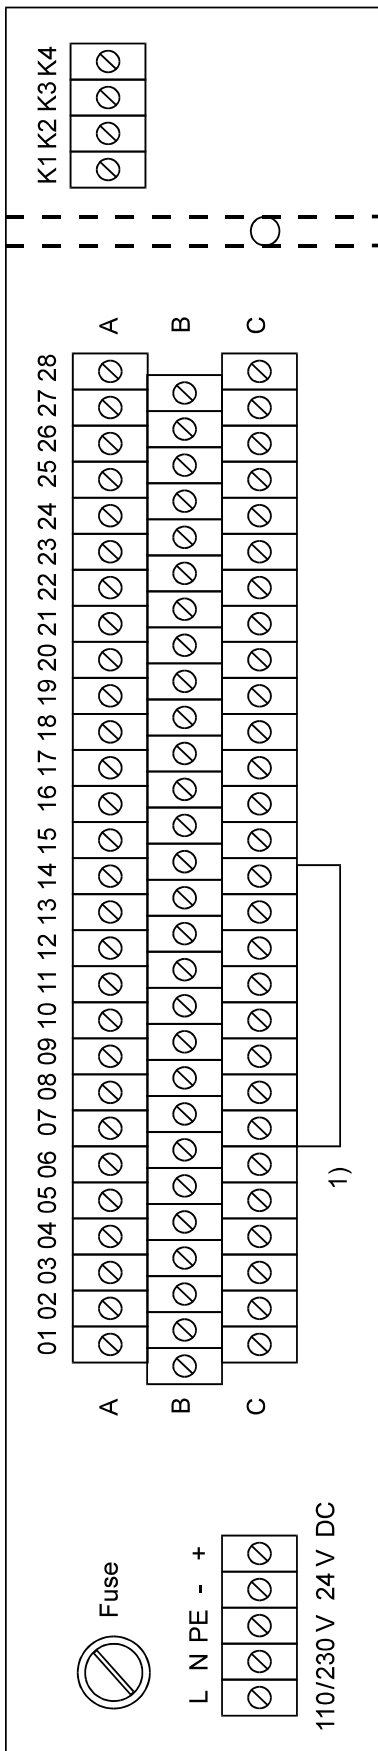 K1 K2 K3 K4
01 02 03 04 05 06 07 08 09 10 11 12 13 14 15 16 17 18 19 20 21 22 23 24 25 26 27 28
A A
B B
C C
1)
Fuse
L N PE - +
110/230 V 24 V DC